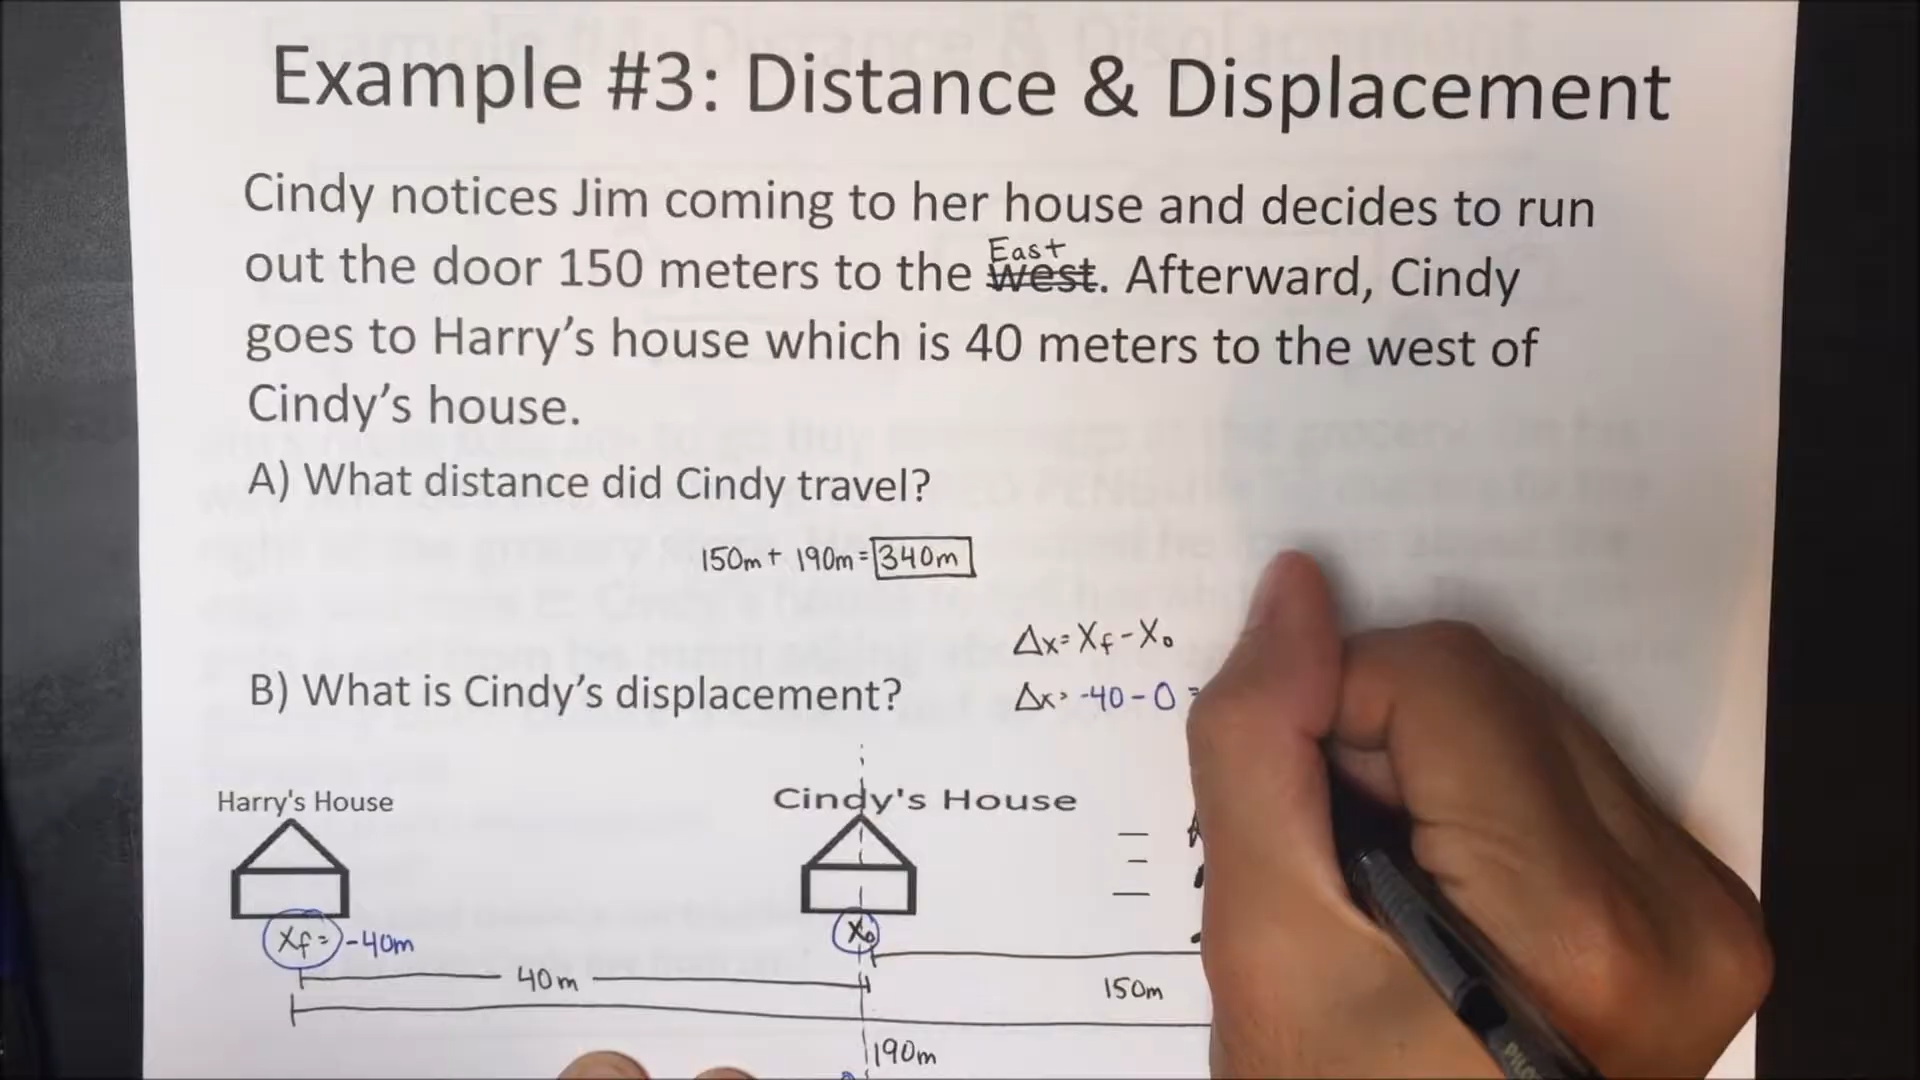 Example #3: Distance & Displacement
Cindy notices Jim coming to her house and decides to run
East
out the door 150 meters to the west. Afterward, Cindy
goes to Harry's house which is 40 meters to the west of
Cindy's house.
A) What distance did Cindy travel?
150m + 190m = 340m
Δx = Xf - X₀
B) What is Cindy's displacement?
Δx = -40 - 0 =
Harry's House
Cindy's House
Xf = -40m
X₀
40m
150m
190m
PILOT